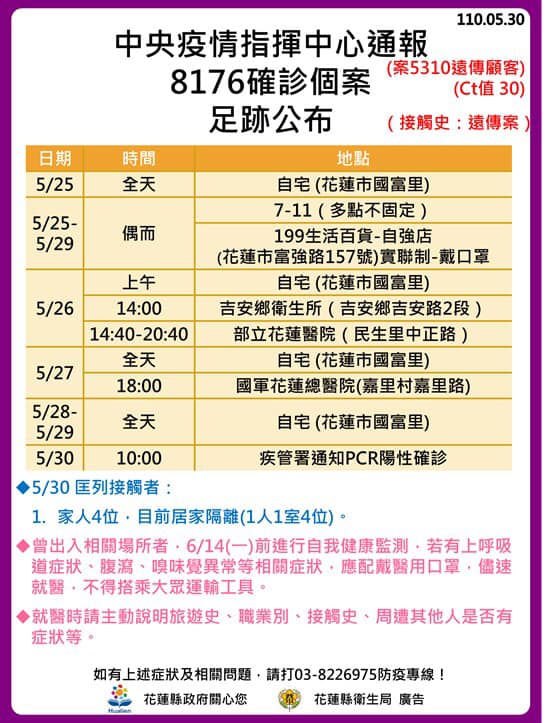 110.05.30
中央疫情指揮中心通報
8176確診個案
(案5310遠傳顧客)
(Ct值 30)
足跡公布
（接觸史：遠傳案）
日期 時間 地點
5/25 全天 自宅 (花蓮市國富里)
5/25-
5/29 偶而 7-11（多點不固定）
199生活百貨-自強店
(花蓮市富強路157號)實聯制-戴口罩
5/26 上午 自宅 (花蓮市國富里)
14:00 吉安鄉衛生所（吉安鄉吉安路2段）
14:40-20:40 部立花蓮醫院（民生里中正路）
5/27 全天 自宅 (花蓮市國富里)
18:00 國軍花蓮總醫院(嘉里村嘉里路)
5/28-
5/29 全天 自宅 (花蓮市國富里)
5/30 10:00 疾管署通知PCR陽性確診
◆5/30 匡列接觸者：
1. 家人4位，目前居家隔離(1人1室4位)。
◆曾出入相關場所者，6/14(一)前進行自我健康監測，若有上呼吸
道症狀、腹瀉、嗅味覺異常等相關症狀，應配戴醫用口罩，儘速
就醫，不得搭乘大眾運輸工具。
◆就醫時請主動說明旅遊史、職業別、接觸史、周遭其他人是否有
症狀等。
如有上述症狀及相關問題，請打03-8226975防疫專線！
Hualien 花蓮縣政府關心您 花蓮縣衛生局 廣告